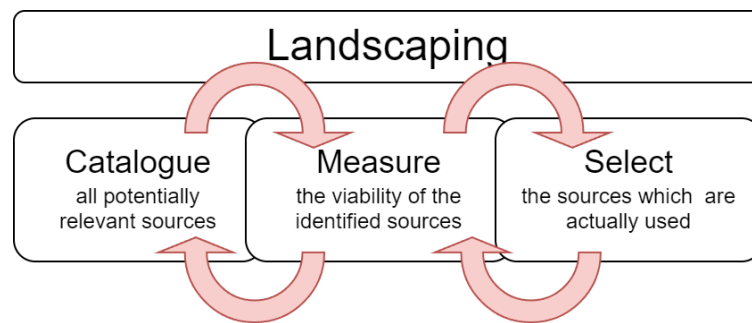 Landscaping
Catalogue
all potentially
relevant sources
Measure
the viability of the
identified sources
Select
the sources which are
actually used